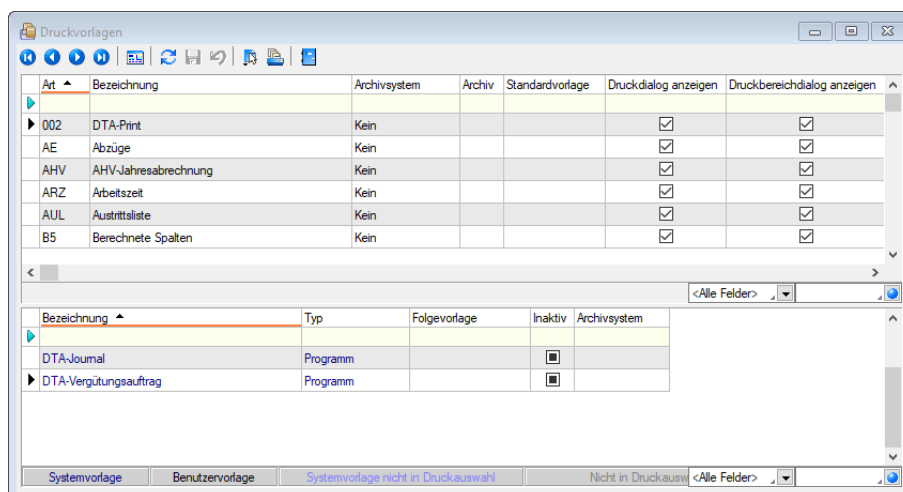 Druckvorlagen
Art Bezeichnung Archivsystem Archiv Standardvorlage Druckdialog anzeigen Druckbereichdialog anzeigen
002 DTA-Print Kein
AE Abzüge Kein
AHV AHV-Jahresabrechnung Kein
ARZ Arbeitszeit Kein
AUL Austrittsliste Kein
B5 Berechnete Spalten Kein
<Alle Felder>
Bezeichnung Typ Folgevorlage Inaktiv Archivsystem
DTA-Journal Programm
DTA-Vergütungsauftrag Programm
Systemvorlage Benutzervorlage Systemvorlage nicht in Druckauswahl Nicht in Druckausw <Alle Felder>